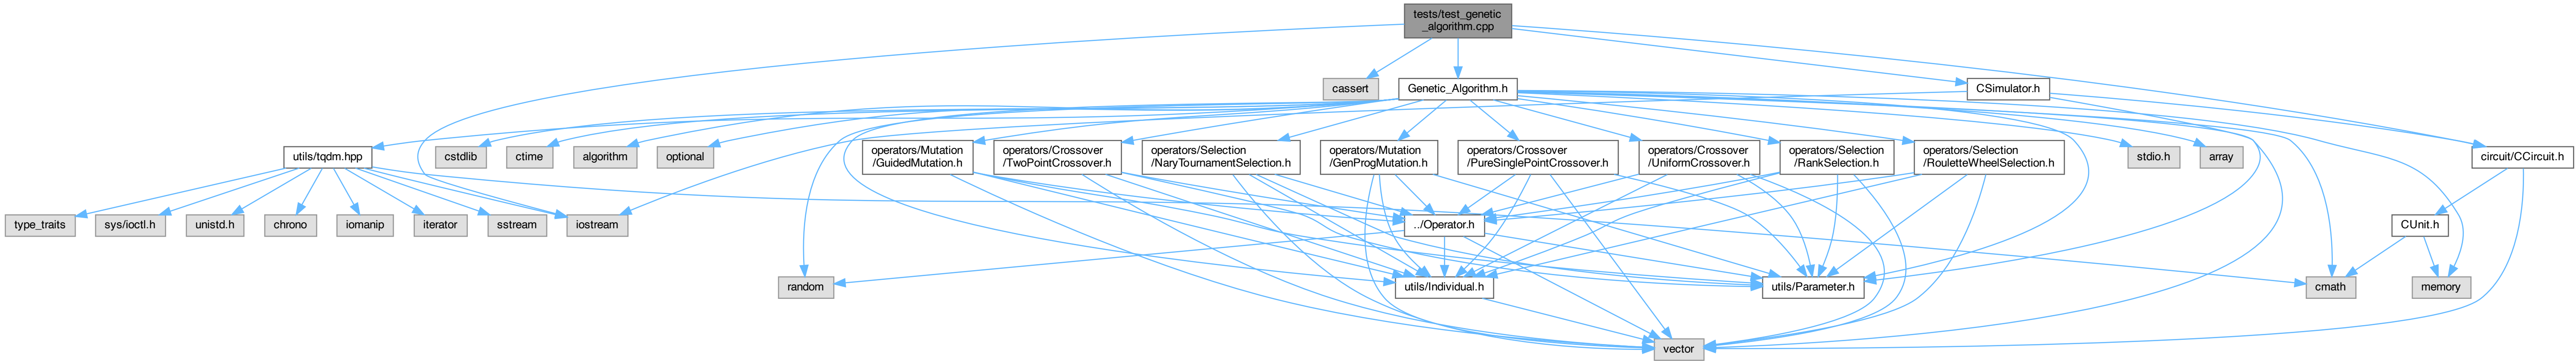 tests/test_genetic
_algorithm.cpp
cassert
Genetic_Algorithm.h
CSimulator.h
utils/tqdm.hpp
cstdlib
ctime
algorithm
optional
operators/Mutation
/GuidedMutation.h
operators/Crossover
/TwoPointCrossover.h
operators/Selection
/NaryTournamentSelection.h
operators/Mutation
/GenProgMutation.h
operators/Crossover
/PureSinglePointCrossover.h
operators/Crossover
/UniformCrossover.h
operators/Selection
/RankSelection.h
operators/Selection
/RouletteWheelSelection.h
stdio.h
array
circuit/CCircuit.h
type_traits
sys/ioctl.h
unistd.h
chrono
iomanip
iterator
sstream
iostream
../Operator.h
CUnit.h
random
utils/Individual.h
utils/Parameter.h
cmath
memory
vector